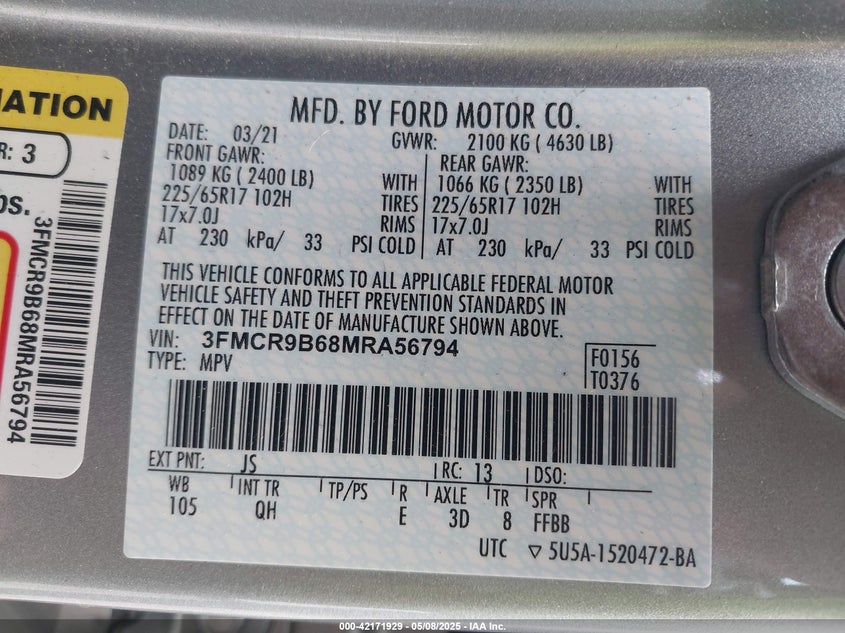 MATION
R: 3
os.
3FMCR9B68MRA56794
MFD. BY FORD MOTOR CO.
DATE: 03/21 GVWR: 2100 KG ( 4630 LB)
FRONT GAWR: REAR GAWR:
1089 KG ( 2400 LB) WITH 1066 KG ( 2350 LB) WITH
225/65R17 102H TIRES 225/65R17 102H TIRES
17x7.0J RIMS 17x7.0J RIMS
AT 230 kPa/ 33 PSI COLD AT 230 kPa/ 33 PSI COLD
THIS VEHICLE CONFORMS TO ALL APPLICABLE FEDERAL MOTOR
VEHICLE SAFETY AND THEFT PREVENTION STANDARDS IN
EFFECT ON THE DATE OF MANUFACTURE SHOWN ABOVE.
VIN: 3FMCR9B68MRA56794
TYPE: MPV
F0156
T0376
EXT PNT: JS RC: 13 DSO:
WB INT TR TP/PS R AXLE TR SPR
105 QH E 3D 8 FFBB
UTC ▽ 5U5A-1520472-BA
000-42171929 - 05/08/2025 - IAA Inc.